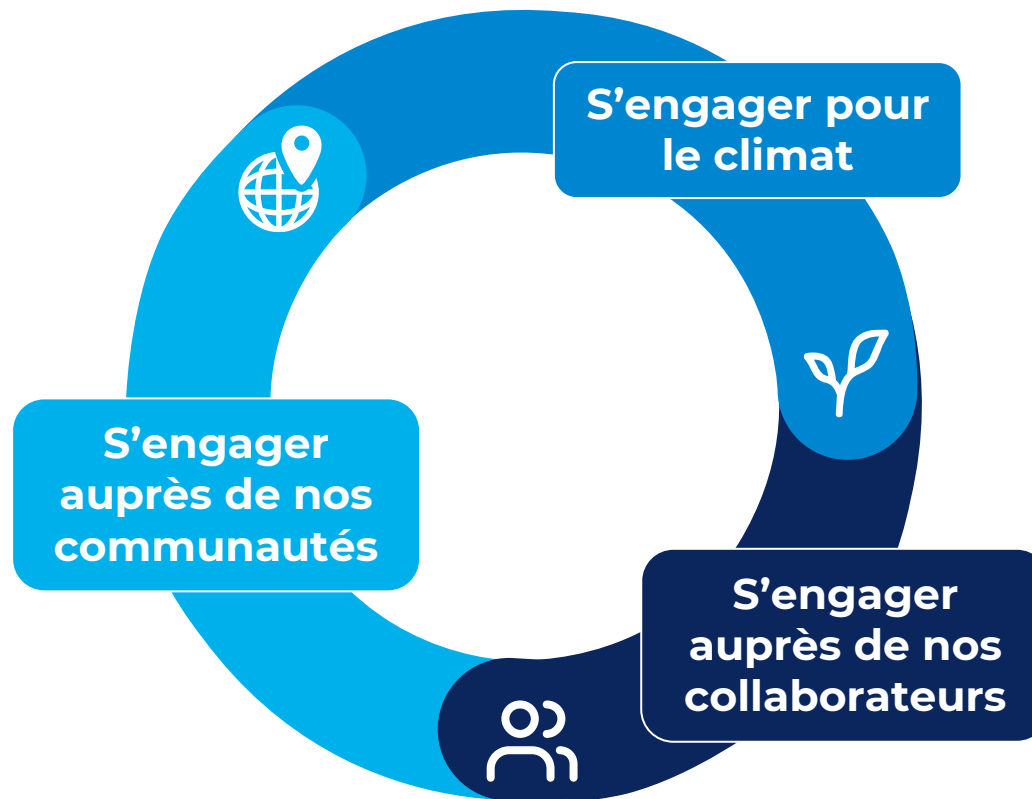 S’engager pour
le climat
S’engager
auprès de nos
communautés
S’engager
auprès de nos
collaborateurs